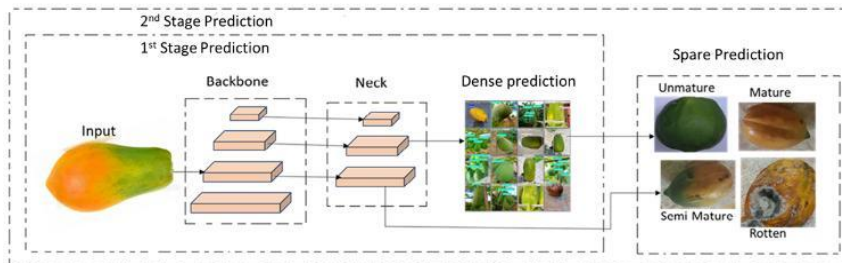 2nd Stage Prediction
1st Stage Prediction
Spare Prediction
Backbone
Neck
Dense prediction
Unmature
Mature
Input
Semi Mature
Rotten